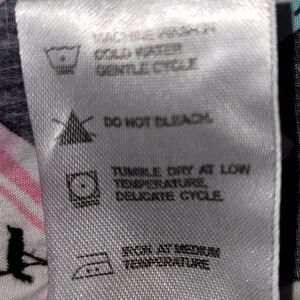 MACHINE WASH IN
COLD WATER
GENTLE CYCLE
DO NOT BLEACH.
TUMBLE DRY AT LOW
TEMPERATURE,
DELICATE CYCLE.
IRON AT MEDIUM
TEMPERATURE